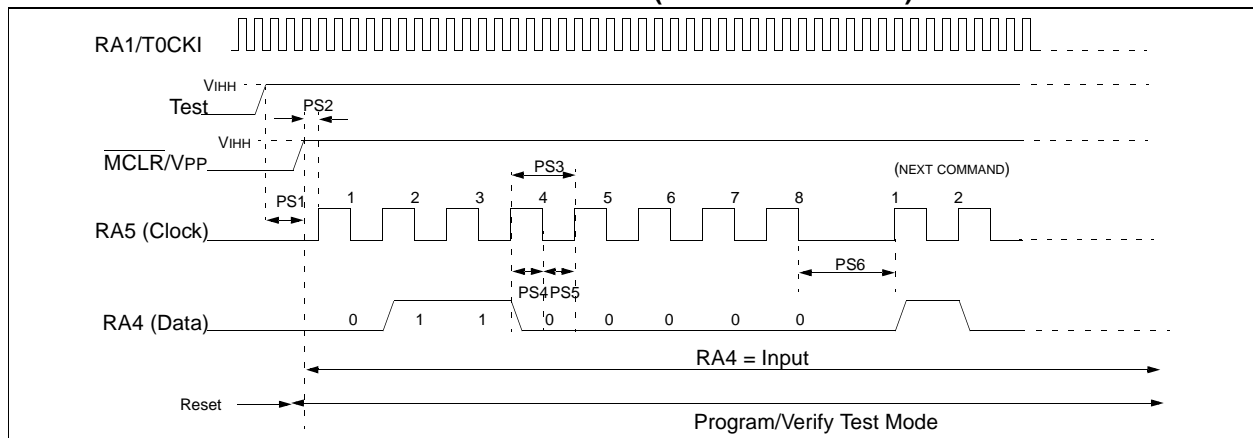 RA1/T0CKI
VIHH
Test
PS2
VIHH
MCLR/VPP
PS3
(NEXT COMMAND)
PS1
1 2 3 4 5 6 7 8 1 2
RA5 (Clock)
PS6
PS4 PS5
RA4 (Data)
0 1 1 0 0 0 0 0
RA4 = Input
Reset
Program/Verify Test Mode